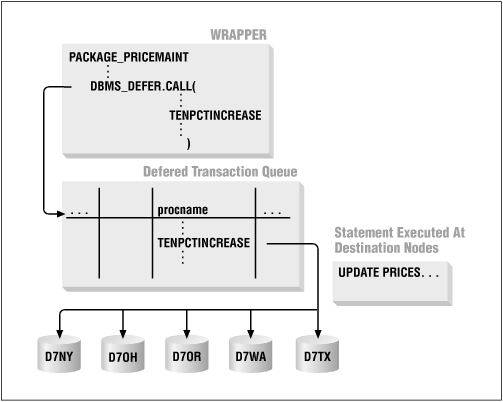 WRAPPER
PACKAGE_PRICEMAINT
DBMS_DEFER.CALL(
TENPCTINCREASE
)
Defered Transaction Queue
... procname ...
TENPCTINCREASE
Statement Executed At
Destination Nodes
UPDATE PRICES...
D7NY D7OH D7OR D7WA D7TX